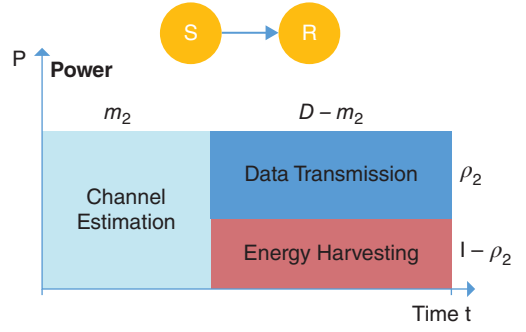 S R
P Power
m2 D – m2
Channel
Estimation
Data Transmission ρ2
Energy Harvesting I – ρ2
Time t